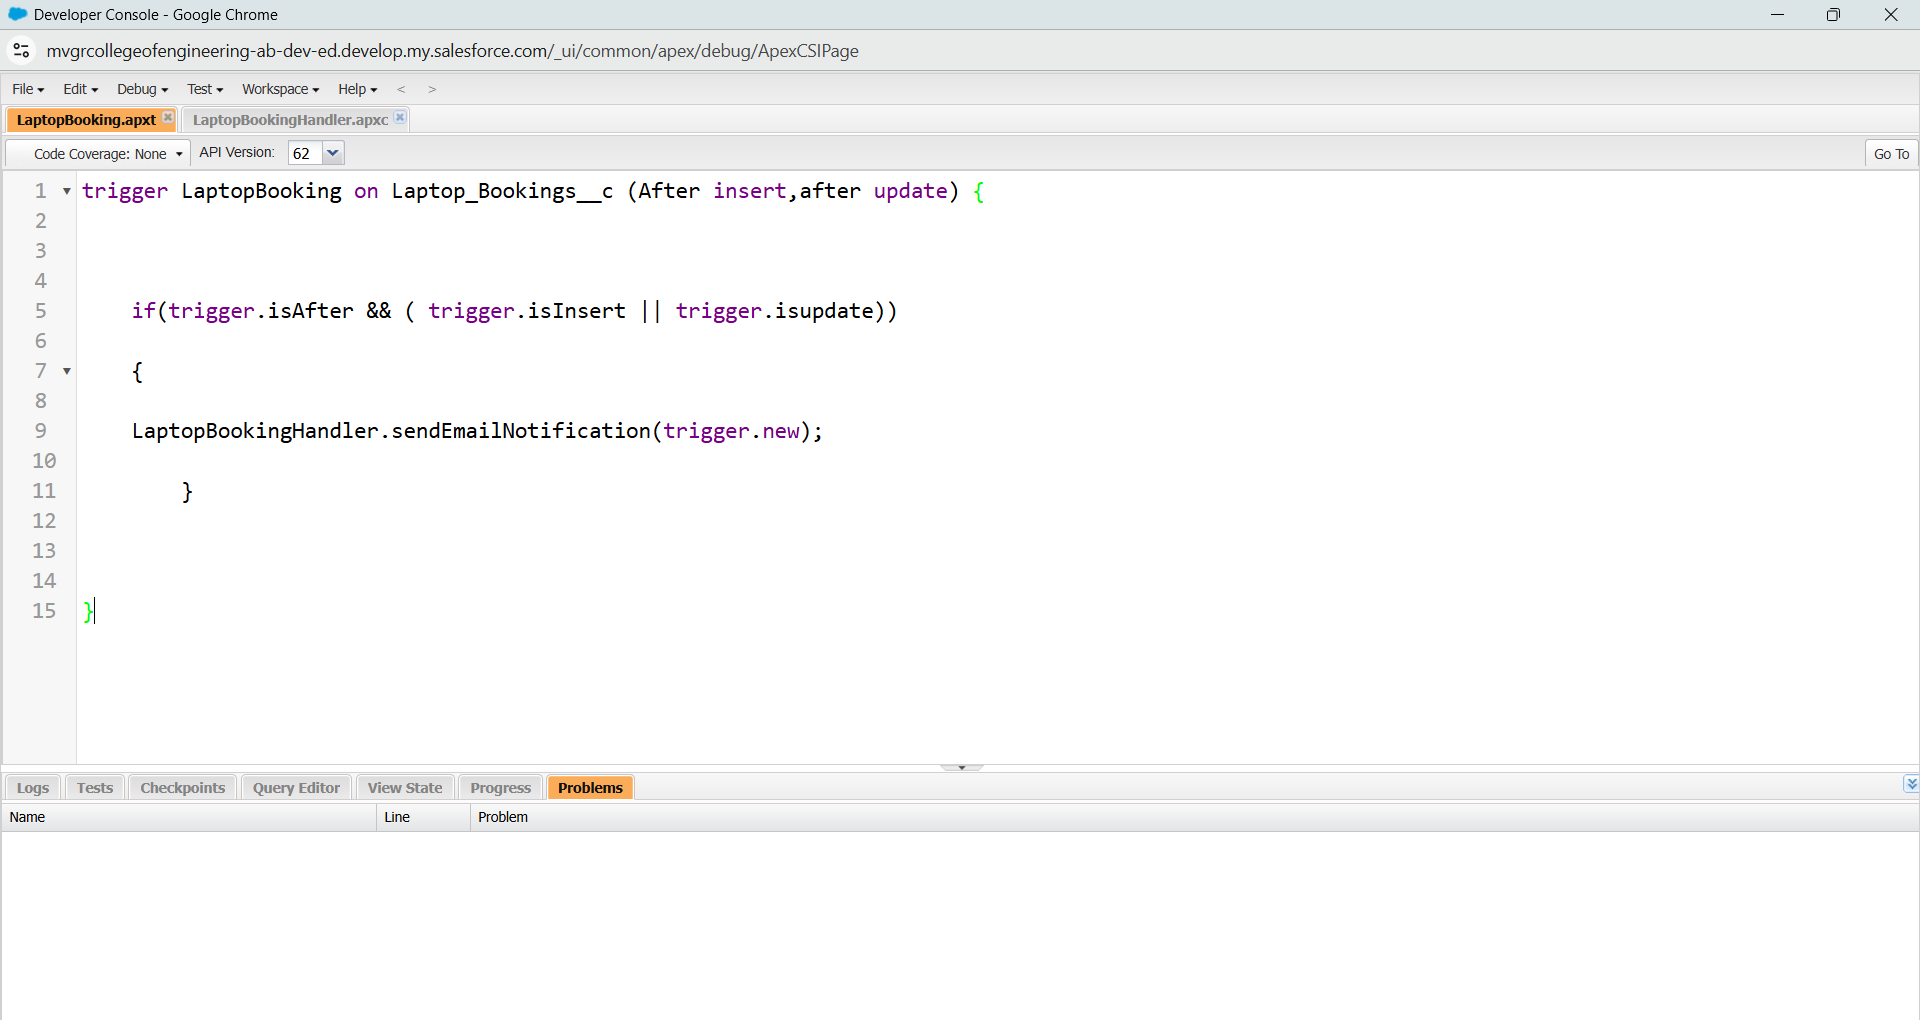 Developer Console - Google Chrome
mvgrcollegeofengineering-ab-dev-ed.develop.my.salesforce.com/_ui/common/apex/debug/ApexCSIPage
File Edit Debug Test Workspace Help < >
LaptopBooking.apxt LaptopBookingHandler.apxc
Code Coverage: None API Version: 62 Go To
1 trigger LaptopBooking on Laptop_Bookings__c (After insert,after update) {
2
3
4
5 if(trigger.isAfter && ( trigger.isInsert || trigger.isupdate))
6
7 {
8
9 LaptopBookingHandler.sendEmailNotification(trigger.new);
10
11 }
12
13
14
15 }
Logs Tests Checkpoints Query Editor View State Progress Problems
Name Line Problem